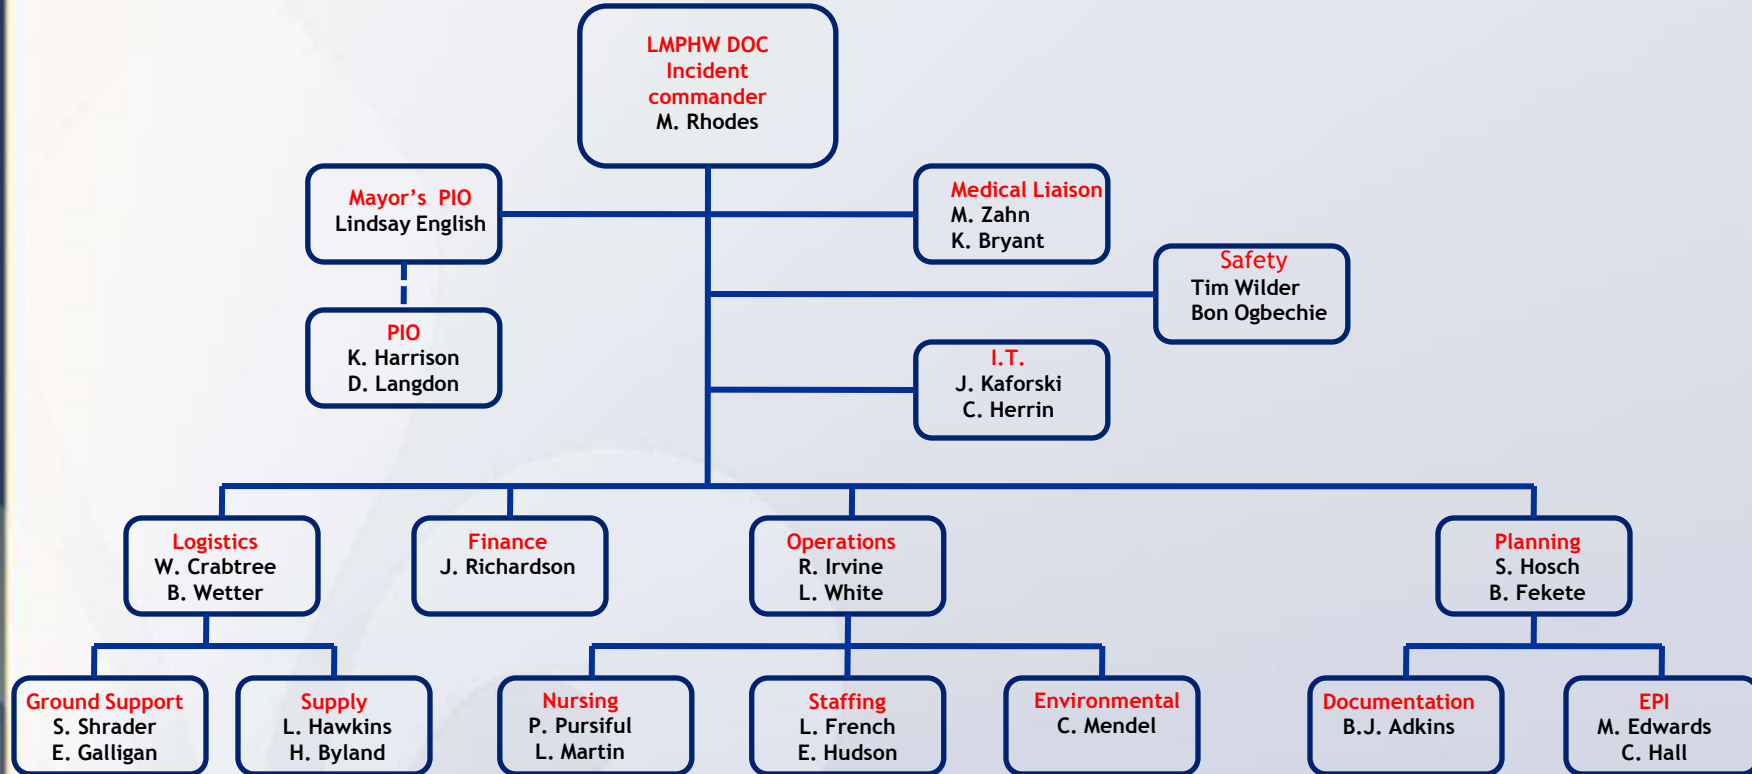 LMPHW DOC
Incident
commander
M. Rhodes
Mayor’s  PIO
Lindsay English
Medical Liaison
M. Zahn
K. Bryant
Safety
Tim Wilder
Bon Ogbechie
PIO
K. Harrison
D. Langdon
I.T.
J. Kaforski
C. Herrin
Logistics
W. Crabtree
B. Wetter
Finance
J. Richardson
Operations
R. Irvine
L. White
Planning
S. Hosch
B. Fekete
Ground Support
S. Shrader
E. Galligan
Supply
L. Hawkins
H. Byland
Nursing
P. Pursiful
L. Martin
Staffing
L. French
E. Hudson
Environmental
C. Mendel
Documentation
B.J. Adkins
EPI
M. Edwards
C. Hall